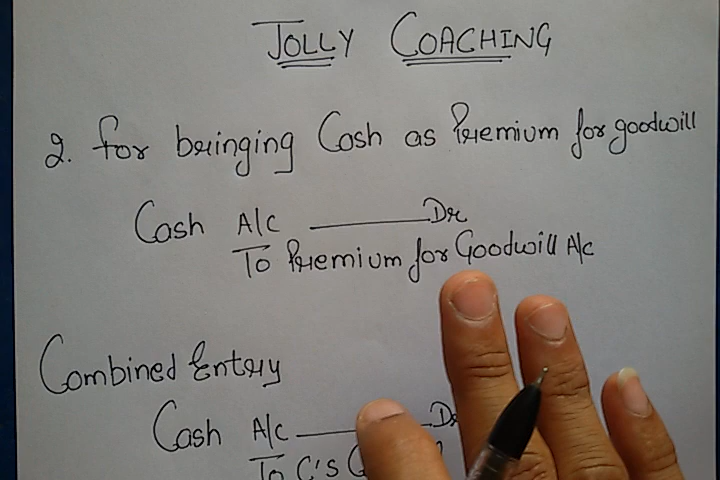 JOLLY COACHING
2. for bringing Cash as Premium for goodwill
Cash A/c ——— Dr
To Premium for Goodwill A/c
Combined Entry
Cash A/c ——— Dr
To C's